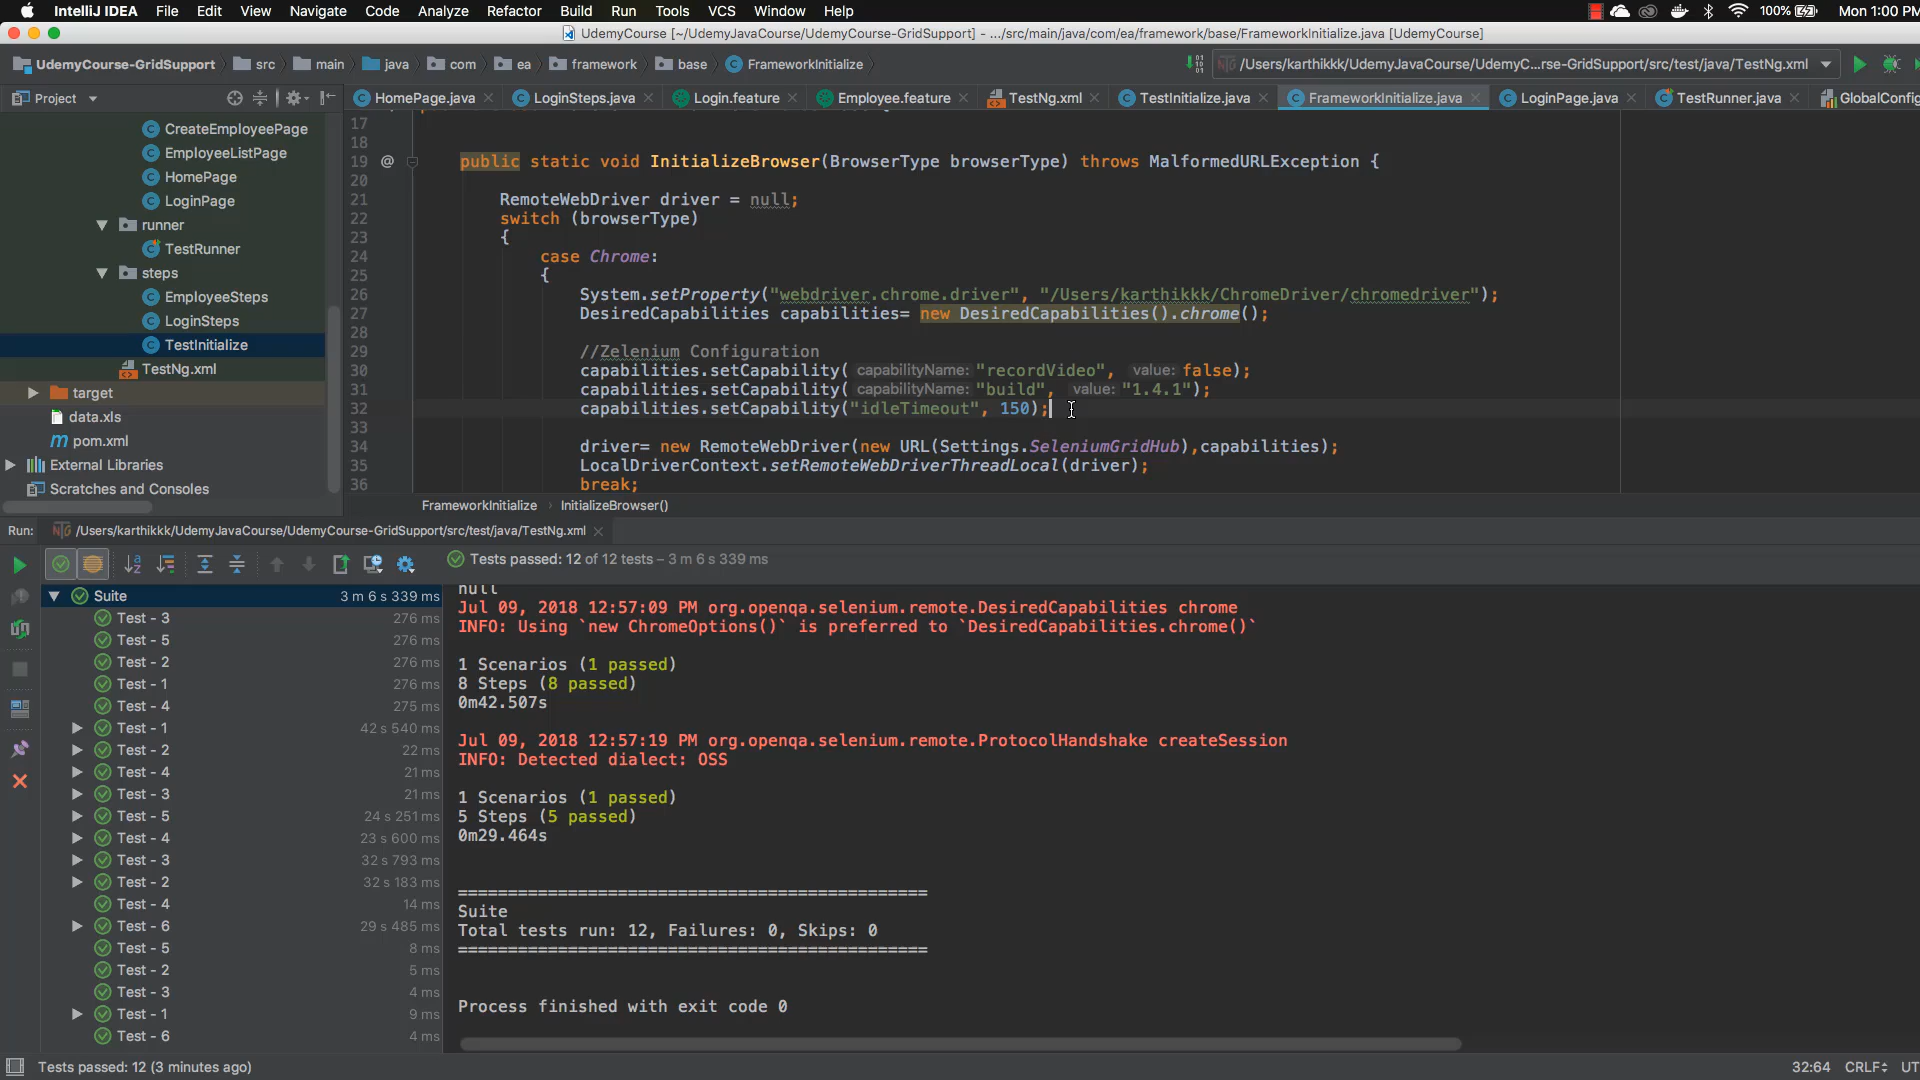 IntelliJ IDEA File Edit View Navigate Code Analyze Refactor Build Run Tools VCS Window Help 100% Mon 1:00 PM
UdemyCourse [~/UdemyJavaCourse/UdemyCourse-GridSupport] - .../src/main/java/com/ea/framework/base/FrameworkInitialize.java [UdemyCourse]
UdemyCourse-GridSupport src main java com ea framework base FrameworkInitialize /Users/karthikkk/UdemyJavaCourse/UdemyC...rse-GridSupport/src/test/java/TestNg.xml
Project HomePage.java LoginSteps.java Login.feature Employee.feature TestNg.xml TestInitialize.java FrameworkInitialize.java LoginPage.java TestRunner.java GlobalConfig
CreateEmployeePage
EmployeeListPage
HomePage
LoginPage
runner
TestRunner
steps
EmployeeSteps
LoginSteps
TestInitialize
TestNg.xml
target
data.xls
pom.xml
External Libraries
Scratches and Consoles
17
18
19 @ public static void InitializeBrowser(BrowserType browserType) throws MalformedURLException {
20
21 RemoteWebDriver driver = null;
22 switch (browserType)
23 {
24 case Chrome:
25 {
26 System.setProperty("webdriver.chrome.driver", "/Users/karthikkk/ChromeDriver/chromedriver");
27 DesiredCapabilities capabilities= new DesiredCapabilities().chrome();
28
29 //Zelenium Configuration
30 capabilities.setCapability( capabilityName: "recordVideo", value: false);
31 capabilities.setCapability( capabilityName: "build", value: "1.4.1");
32 capabilities.setCapability("idleTimeout", 150);
33
34 driver= new RemoteWebDriver(new URL(Settings.SeleniumGridHub),capabilities);
35 LocalDriverContext.setRemoteWebDriverThreadLocal(driver);
36 break;
FrameworkInitialize InitializeBrowser()
Run: /Users/karthikkk/UdemyJavaCourse/UdemyCourse-GridSupport/src/test/java/TestNg.xml
Tests passed: 12 of 12 tests – 3 m 6 s 339 ms
Suite 3 m 6 s 339 ms
Test - 3 276 ms
Test - 5 276 ms
Test - 2 276 ms
Test - 1 276 ms
Test - 4 275 ms
Test - 1 42 s 540 ms
Test - 2 22 ms
Test - 4 21 ms
Test - 3 21 ms
Test - 5 24 s 251 ms
Test - 4 23 s 600 ms
Test - 3 32 s 793 ms
Test - 2 32 s 183 ms
Test - 4 14 ms
Test - 6 29 s 485 ms
Test - 5 8 ms
Test - 2 5 ms
Test - 3 4 ms
Test - 1 9 ms
Test - 6 4 ms
null
Jul 09, 2018 12:57:09 PM org.openqa.selenium.remote.DesiredCapabilities chrome
INFO: Using `new ChromeOptions()` is preferred to `DesiredCapabilities.chrome()`
1 Scenarios (1 passed)
8 Steps (8 passed)
0m42.507s
Jul 09, 2018 12:57:19 PM org.openqa.selenium.remote.ProtocolHandshake createSession
INFO: Detected dialect: OSS
1 Scenarios (1 passed)
5 Steps (5 passed)
0m29.464s
===============================================
Suite
Total tests run: 12, Failures: 0, Skips: 0
===============================================
Process finished with exit code 0
Tests passed: 12 (3 minutes ago) 32:64 CRLF UT